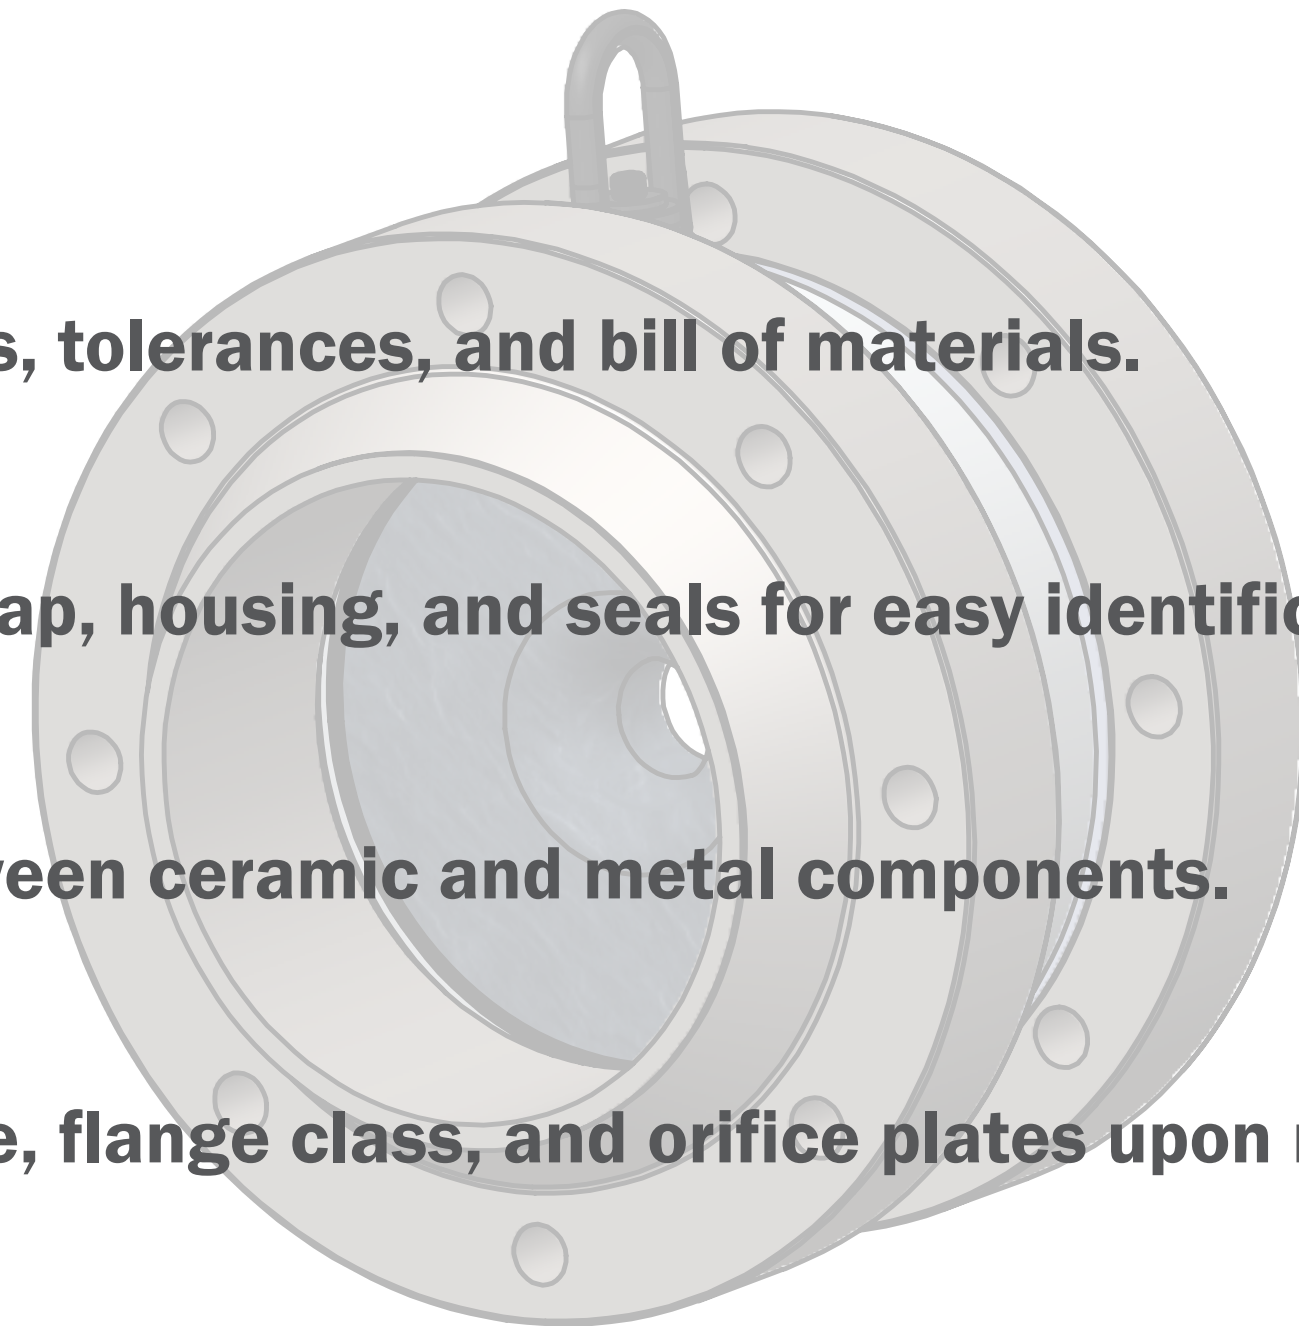 s, tolerances, and bill of materials.
ap, housing, and seals for easy identific
veen ceramic and metal components.
e, flange class, and orifice plates upon r